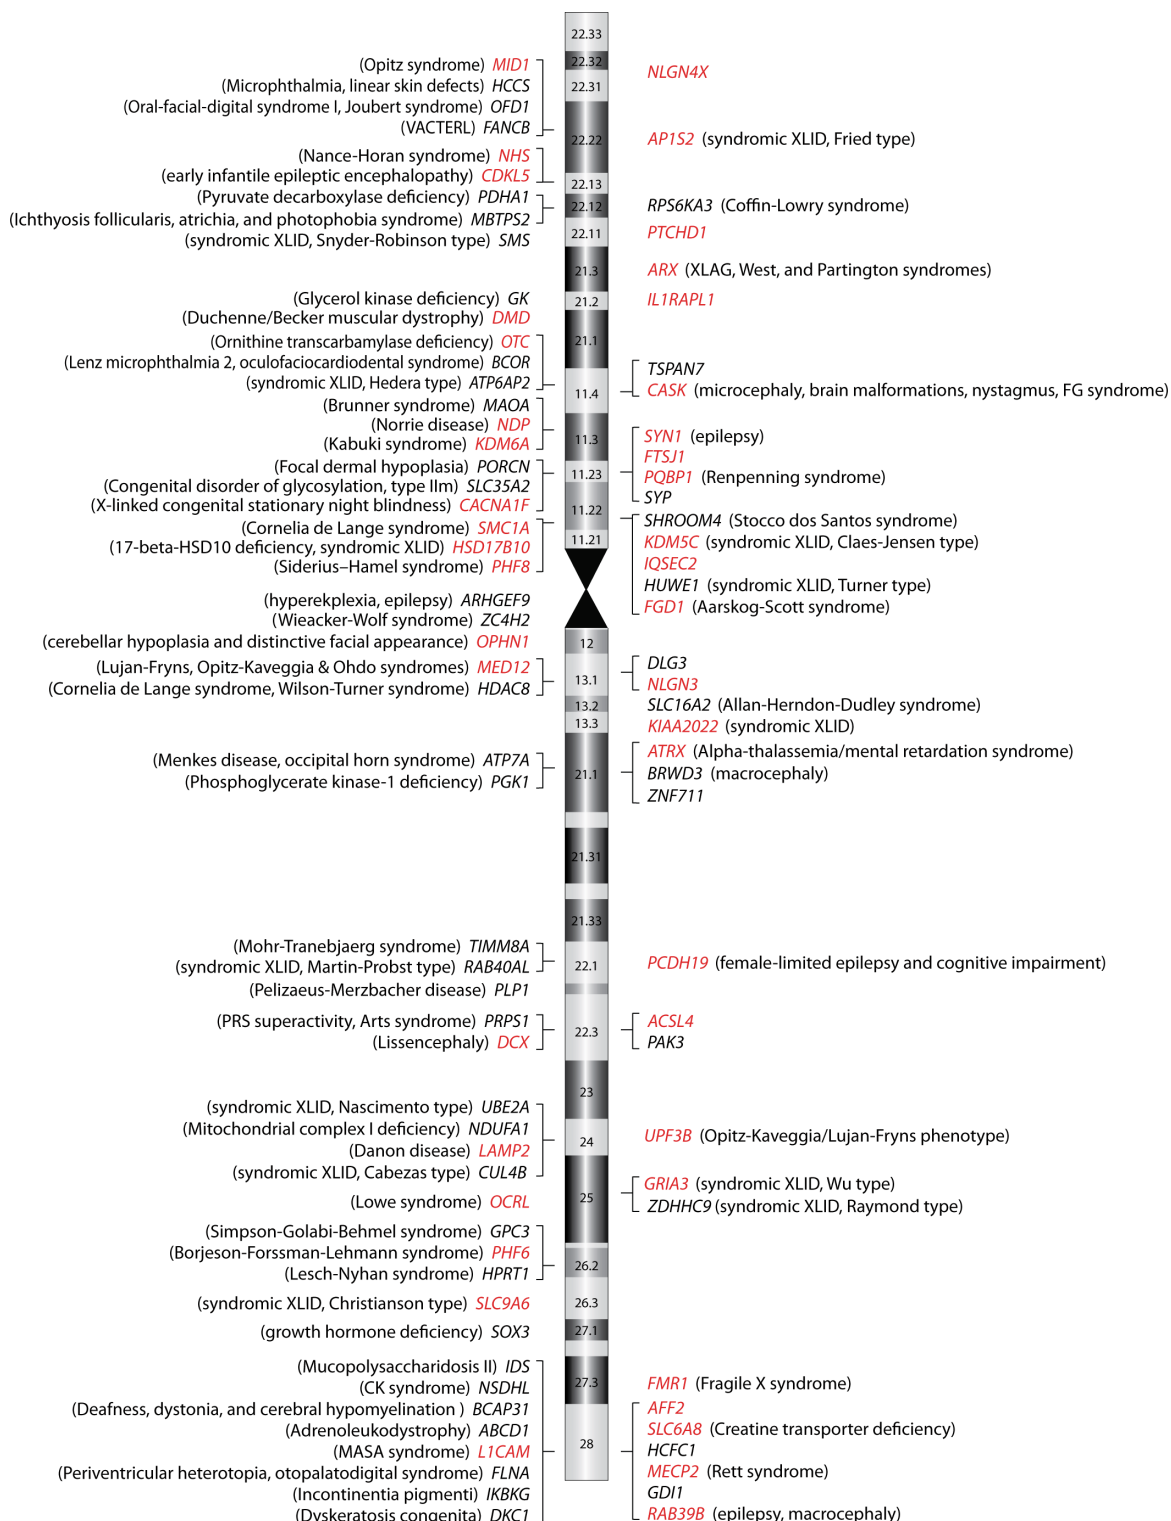 (Opitz syndrome) MID1
(Microphthalmia, linear skin defects) HCCS
(Oral-facial-digital syndrome I, Joubert syndrome) OFD1
(VACTERL) FANCB
(Nance-Horan syndrome) NHS
(early infantile epileptic encephalopathy) CDKL5
(Pyruvate decarboxylase deficiency) PDHA1
(Ichthyosis follicularis, atrichia, and photophobia syndrome) MBTPS2
(syndromic XLID, Snyder-Robinson type) SMS
(Glycerol kinase deficiency) GK
(Duchenne/Becker muscular dystrophy) DMD
(Ornithine transcarbamylase deficiency) OTC
(Lenz microphthalmia 2, oculofaciocardiodental syndrome) BCOR
(syndromic XLID, Hedera type) ATP6AP2
(Brunner syndrome) MAOA
(Norrie disease) NDP
(Kabuki syndrome) KDM6A
(Focal dermal hypoplasia) PORCN
(Congenital disorder of glycosylation, type IIm) SLC35A2
(X-linked congenital stationary night blindness) CACNA1F
(Cornelia de Lange syndrome) SMC1A
(17-beta-HSD10 deficiency, syndromic XLID) HSD17B10
(Siderius–Hamel syndrome) PHF8
(hyperekplexia, epilepsy) ARHGEF9
(Wieacker-Wolf syndrome) ZC4H2
(cerebellar hypoplasia and distinctive facial appearance) OPHN1
(Lujan-Fryns, Opitz-Kaveggia & Ohdo syndromes) MED12
(Cornelia de Lange syndrome, Wilson-Turner syndrome) HDAC8
(Menkes disease, occipital horn syndrome) ATP7A
(Phosphoglycerate kinase-1 deficiency) PGK1
(Mohr-Tranebjaerg syndrome) TIMM8A
(syndromic XLID, Martin-Probst type) RAB40AL
(Pelizaeus-Merzbacher disease) PLP1
(PRS superactivity, Arts syndrome) PRPS1
(Lissencephaly) DCX
(syndromic XLID, Nascimento type) UBE2A
(Mitochondrial complex I deficiency) NDUFA1
(Danon disease) LAMP2
(syndromic XLID, Cabezas type) CUL4B
(Lowe syndrome) OCRL
(Simpson-Golabi-Behmel syndrome) GPC3
(Borjeson-Forssman-Lehmann syndrome) PHF6
(Lesch-Nyhan syndrome) HPRT1
(syndromic XLID, Christianson type) SLC9A6
(growth hormone deficiency) SOX3
(Mucopolysaccharidosis II) IDS
(CK syndrome) NSDHL
(Deafness, dystonia, and cerebral hypomyelination ) BCAP31
(Adrenoleukodystrophy) ABCD1
(MASA syndrome) L1CAM
(Periventricular heterotopia, otopalatodigital syndrome) FLNA
(Incontinentia pigmenti) IKBKG
(Dyskeratosis congenita) DKC1
22.33
22.32
22.31
22.22
22.13
22.12
22.11
21.3
21.2
21.1
11.4
11.3
11.23
11.22
11.21
12
13.1
13.2
13.3
21.1
21.31
21.33
22.1
22.3
23
24
25
26.2
26.3
27.1
27.3
28
NLGN4X
AP1S2 (syndromic XLID, Fried type)
RPS6KA3 (Coffin-Lowry syndrome)
PTCHD1
ARX (XLAG, West, and Partington syndromes)
IL1RAPL1
TSPAN7
CASK (microcephaly, brain malformations, nystagmus, FG syndrome)
SYN1 (epilepsy)
FTSJ1
PQBP1 (Renpenning syndrome)
SYP
SHROOM4 (Stocco dos Santos syndrome)
KDM5C (syndromic XLID, Claes-Jensen type)
IQSEC2
HUWE1 (syndromic XLID, Turner type)
FGD1 (Aarskog-Scott syndrome)
DLG3
NLGN3
SLC16A2 (Allan-Herndon-Dudley syndrome)
KIAA2022 (syndromic XLID)
ATRX (Alpha-thalassemia/mental retardation syndrome)
BRWD3 (macrocephaly)
ZNF711
PCDH19 (female-limited epilepsy and cognitive impairment)
ACSL4
PAK3
UPF3B (Opitz-Kaveggia/Lujan-Fryns phenotype)
GRIA3 (syndromic XLID, Wu type)
ZDHHC9 (syndromic XLID, Raymond type)
FMR1 (Fragile X syndrome)
AFF2
SLC6A8 (Creatine transporter deficiency)
HCFC1
MECP2 (Rett syndrome)
GDI1
RAB39B (epilepsy, macrocephaly)